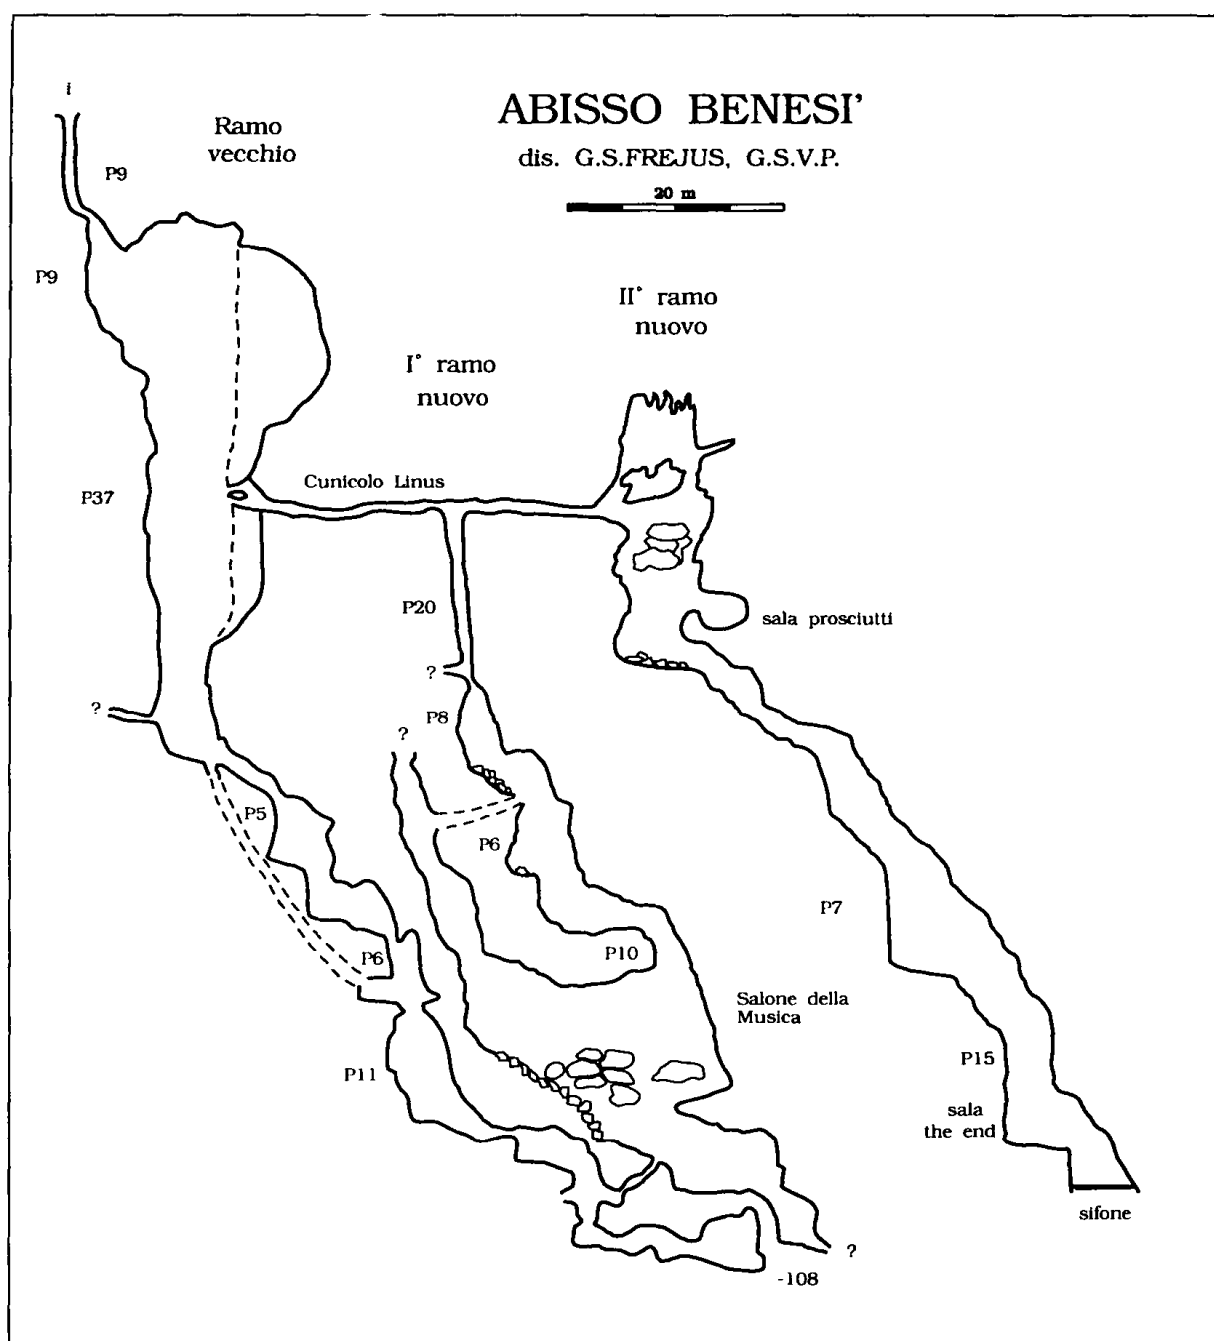 ABISSO BENESI'
dis. G.S.FREJUS, G.S.V.P.
20 m
I
Ramo
vecchio
P9
P9
II° ramo
nuovo
I° ramo
nuovo
Cunicolo Linus
P37
P20
sala prosciutti
?
?
P8
?
P5
P6
P7
P6
P10
Salone della
Musica
P11
P15
sala
the end
sifone
?
-108